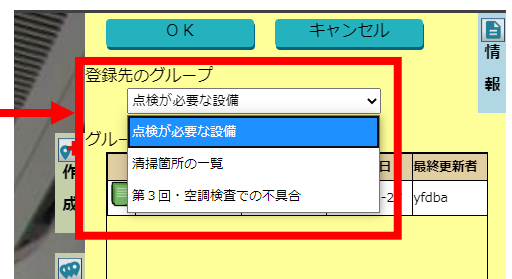 ＯＫ
キャンセル
情
報
登録先のグループ
点検が必要な設備
グルー
点検が必要な設備
清掃箇所の一覧
第３回・空調検査での不具合
作
成
日
最終更新者
-2
yfdba